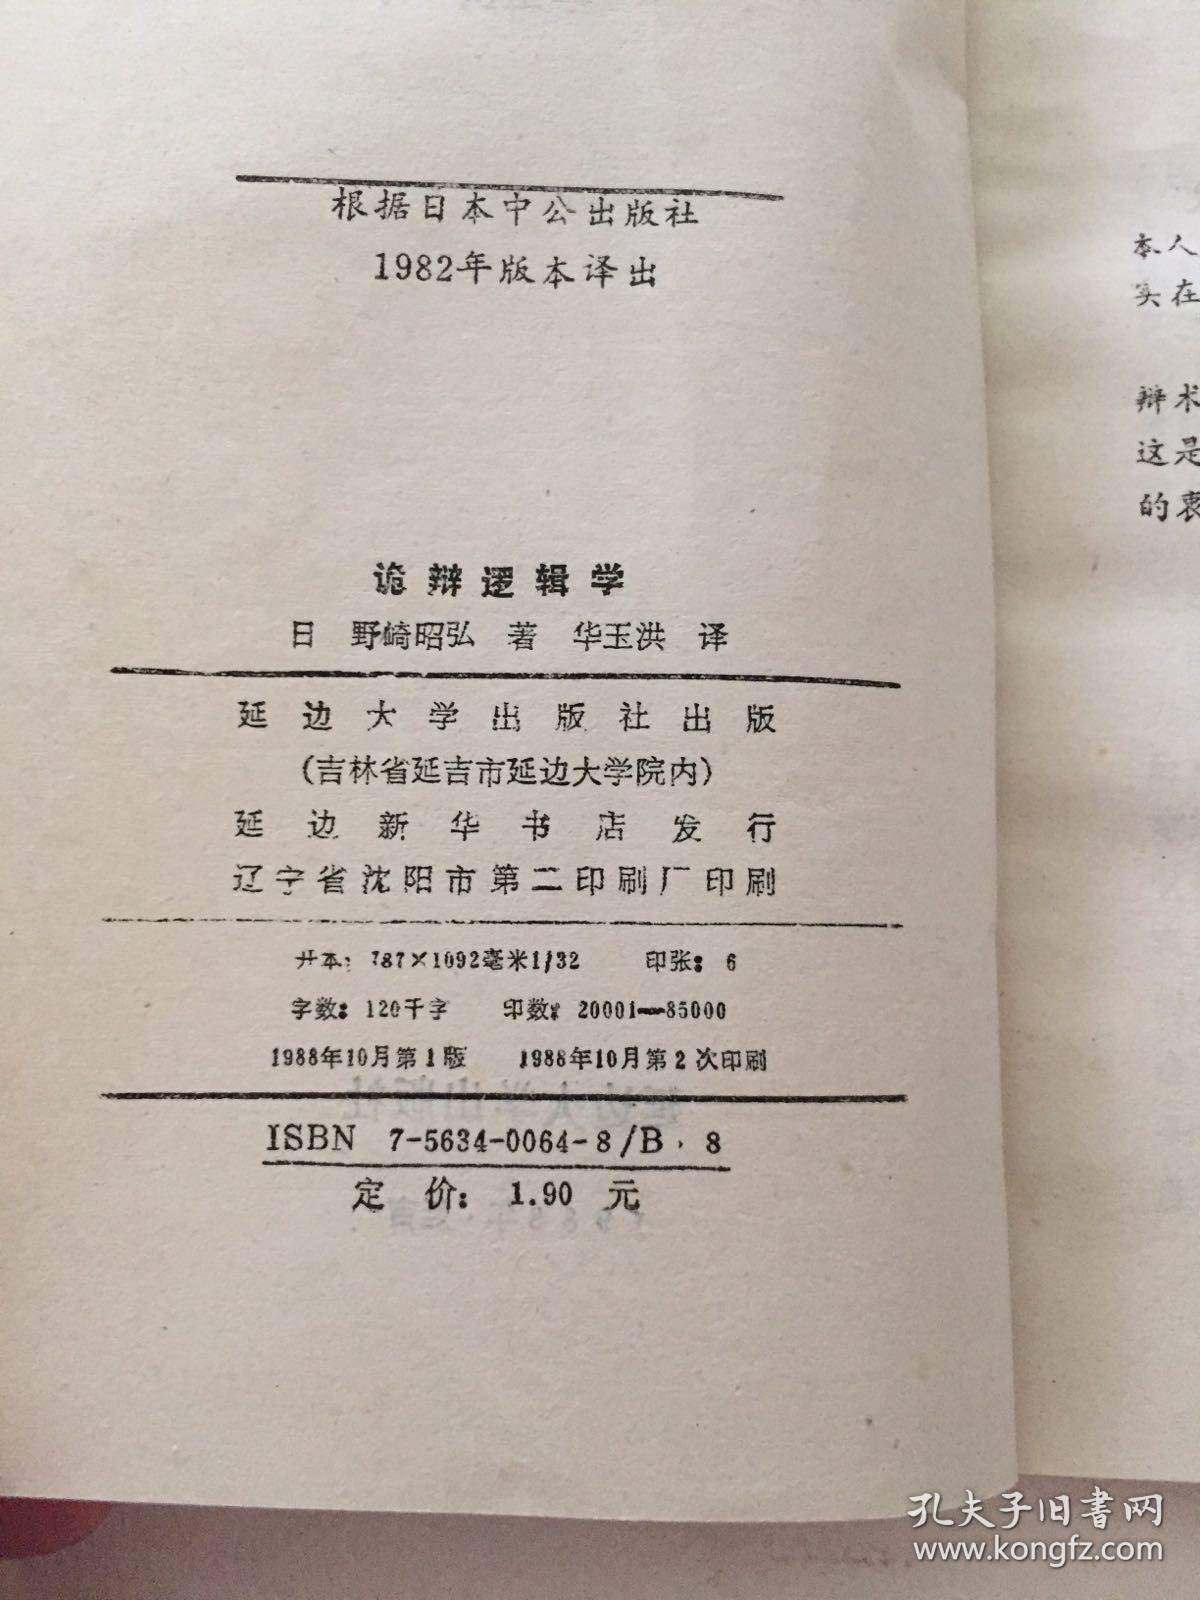 根据日本中公出版社
1982年版本译出
诡辩逻辑学
日 野崎昭弘 著 华玉洪 译
延边大学出版社出版
(吉林省延吉市延边大学院内)
延边新华书店发行
辽宁省沈阳市第二印刷厂印刷
开本: 787×1092毫米1/32 印张: 6
字数: 120千字 印数: 20001—85000
1988年10月第1版 1988年10月第2次印刷
ISBN 7-5634-0064-8/B·8
定 价: 1.90 元
本人
实在
辩术
这是
的衷
孔夫子旧书网
www.kongfz.com